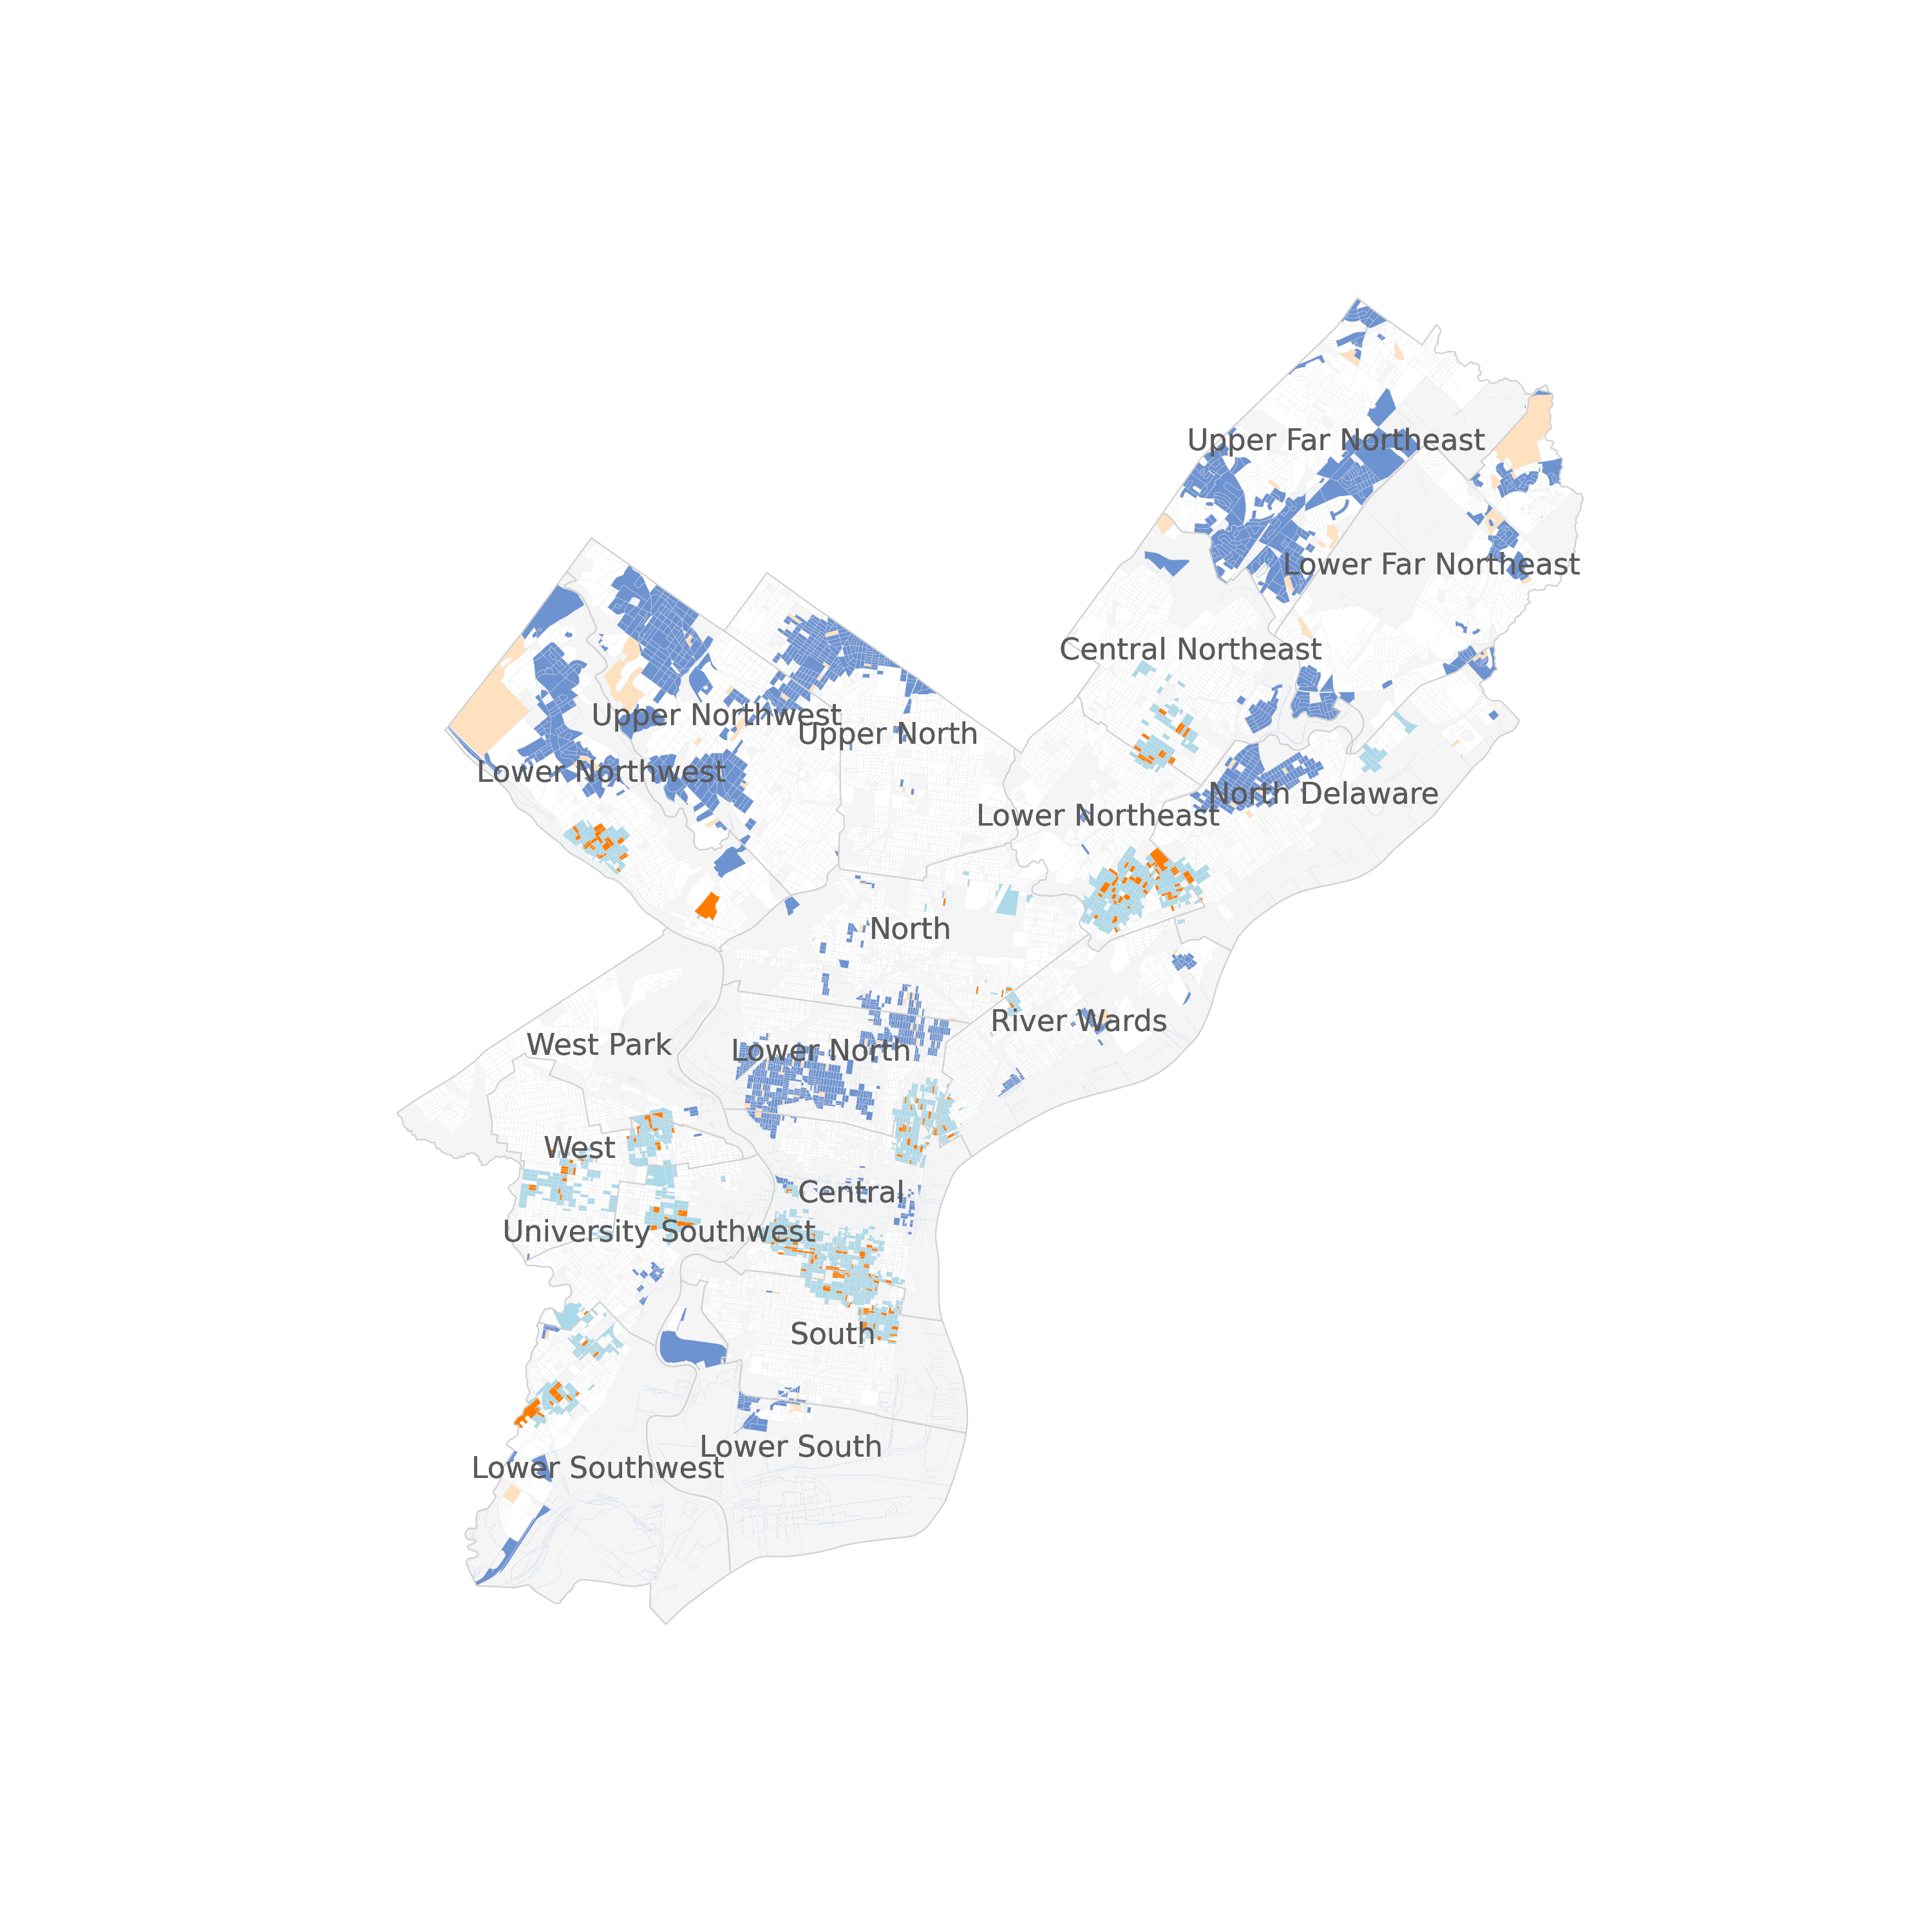 Upper Far Northeast
Lower Far Northeast
Central Northeast
Upper Northwest
Upper North
Lower Northwest
North Delaware
Lower Northeast
North
River Wards
West Park
Lower North
West
Central
University Southwest
South
Lower South
Lower Southwest